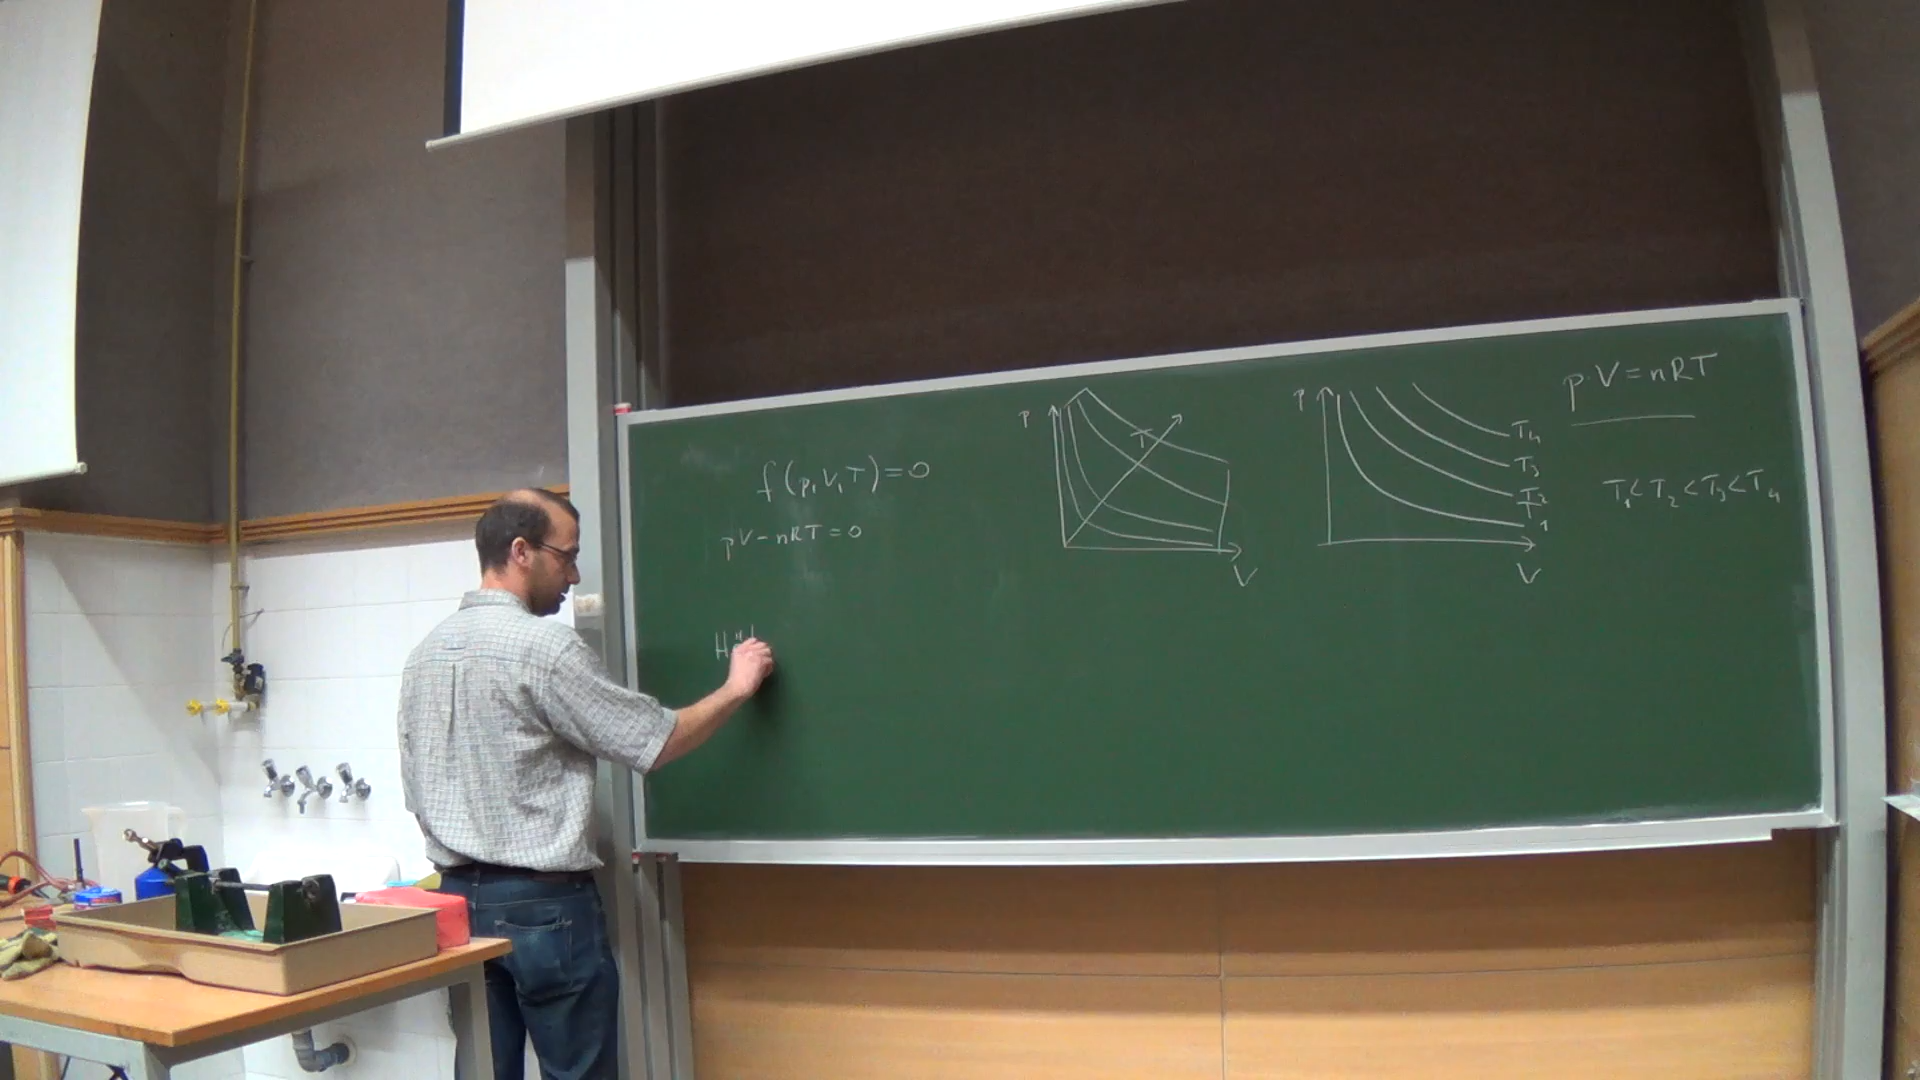 f(p,V,T)=0
pV-nRT=0
p
T
V
p
T4
T3
T2
T1
V
p·V=nRT
T1<T2<T3<T4